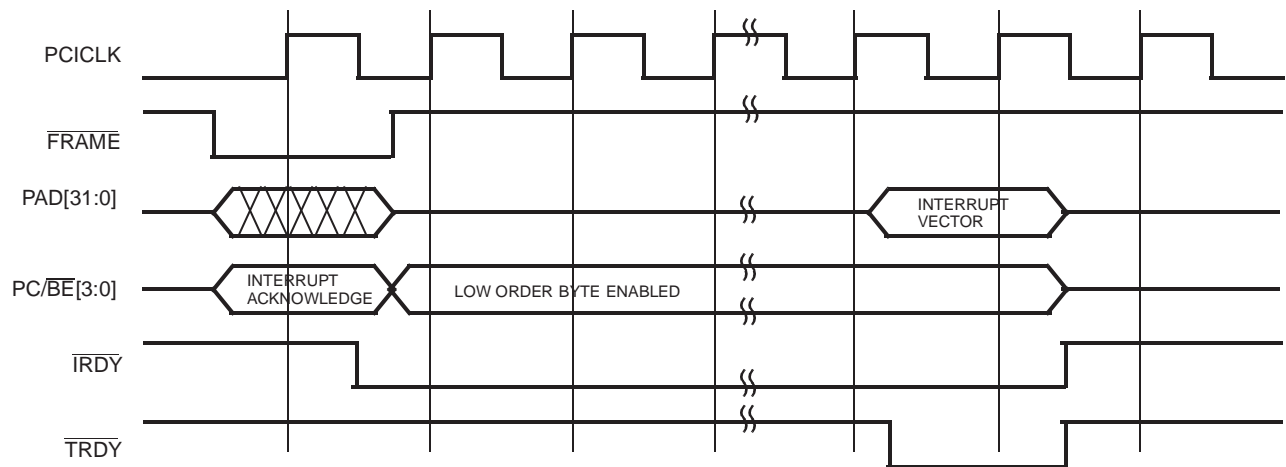 PCICLK
FRAME
PAD[31:0]
INTERRUPT
VECTOR
PC/BE[3:0]
INTERRUPT
ACKNOWLEDGE
LOW ORDER BYTE ENABLED
IRDY
TRDY